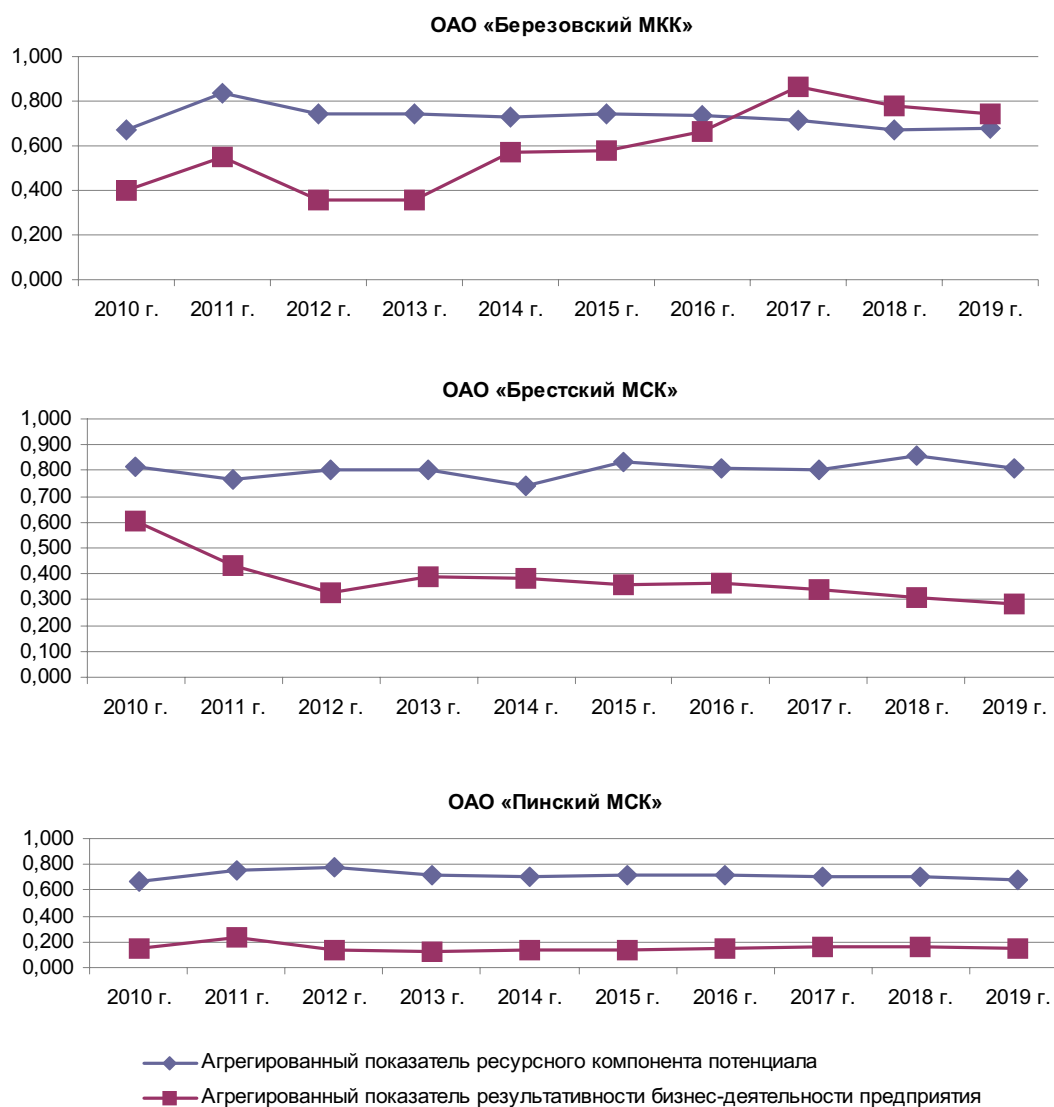 ОАО «Березовский МКК»
1,000
0,800
0,600
0,400
0,200
0,000
2010 г. 2011 г. 2012 г. 2013 г. 2014 г. 2015 г. 2016 г. 2017 г. 2018 г. 2019 г.
ОАО «Брестский МСК»
1,000
0,900
0,800
0,700
0,600
0,500
0,400
0,300
0,200
0,100
0,000
2010 г. 2011 г. 2012 г. 2013 г. 2014 г. 2015 г. 2016 г. 2017 г. 2018 г. 2019 г.
ОАО «Пинский МСК»
1,000
0,800
0,600
0,400
0,200
0,000
2010 г. 2011 г. 2012 г. 2013 г. 2014 г. 2015 г. 2016 г. 2017 г. 2018 г. 2019 г.
Агрегированный показатель ресурсного компонента потенциала
Агрегированный показатель результативности бизнес-деятельности предприятия